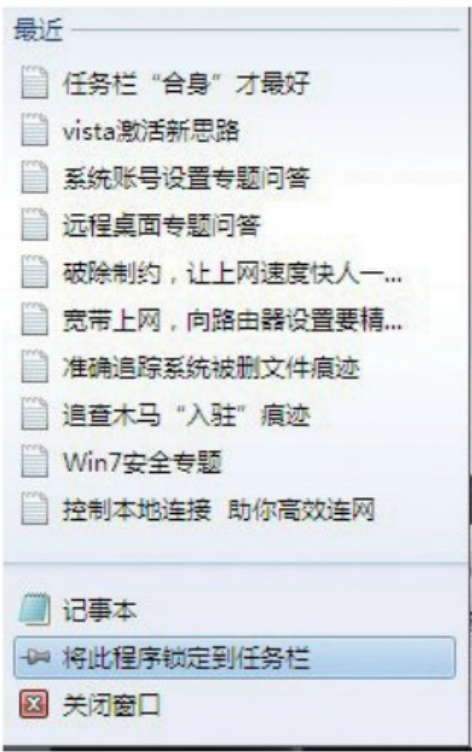 最近
任务栏“合身”才最好
vista激活新思路
系统账号设置专题问答
远程桌面专题问答
破除制约，让上网速度快人一...
宽带上网，向路由器设置要精...
准确追踪系统被删文件痕迹
追查木马“入驻”痕迹
Win7安全专题
控制本地连接 助你高效连网
记事本
将此程序锁定到任务栏
关闭窗口